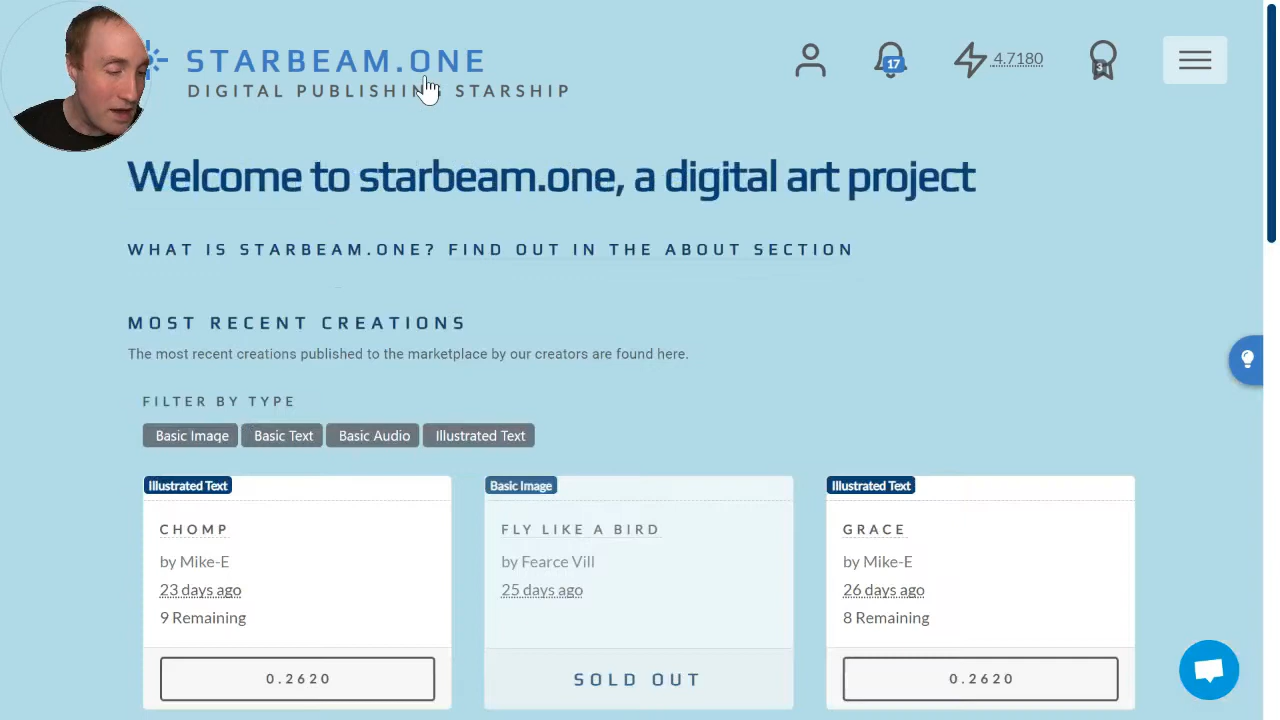 STARBEAM.ONE
DIGITAL PUBLISHING STARSHIP
17
4.7180
3
Welcome to starbeam.one, a digital art project
WHAT IS STARBEAM.ONE? FIND OUT IN THE ABOUT SECTION
MOST RECENT CREATIONS
The most recent creations published to the marketplace by our creators are found here.
FILTER BY TYPE
Basic Image Basic Text Basic Audio Illustrated Text
Illustrated Text
CHOMP
by Mike-E
23 days ago
9 Remaining
0.2620
Basic Image
FLY LIKE A BIRD
by Fearce Vill
25 days ago
SOLD OUT
Illustrated Text
GRACE
by Mike-E
26 days ago
8 Remaining
0.2620